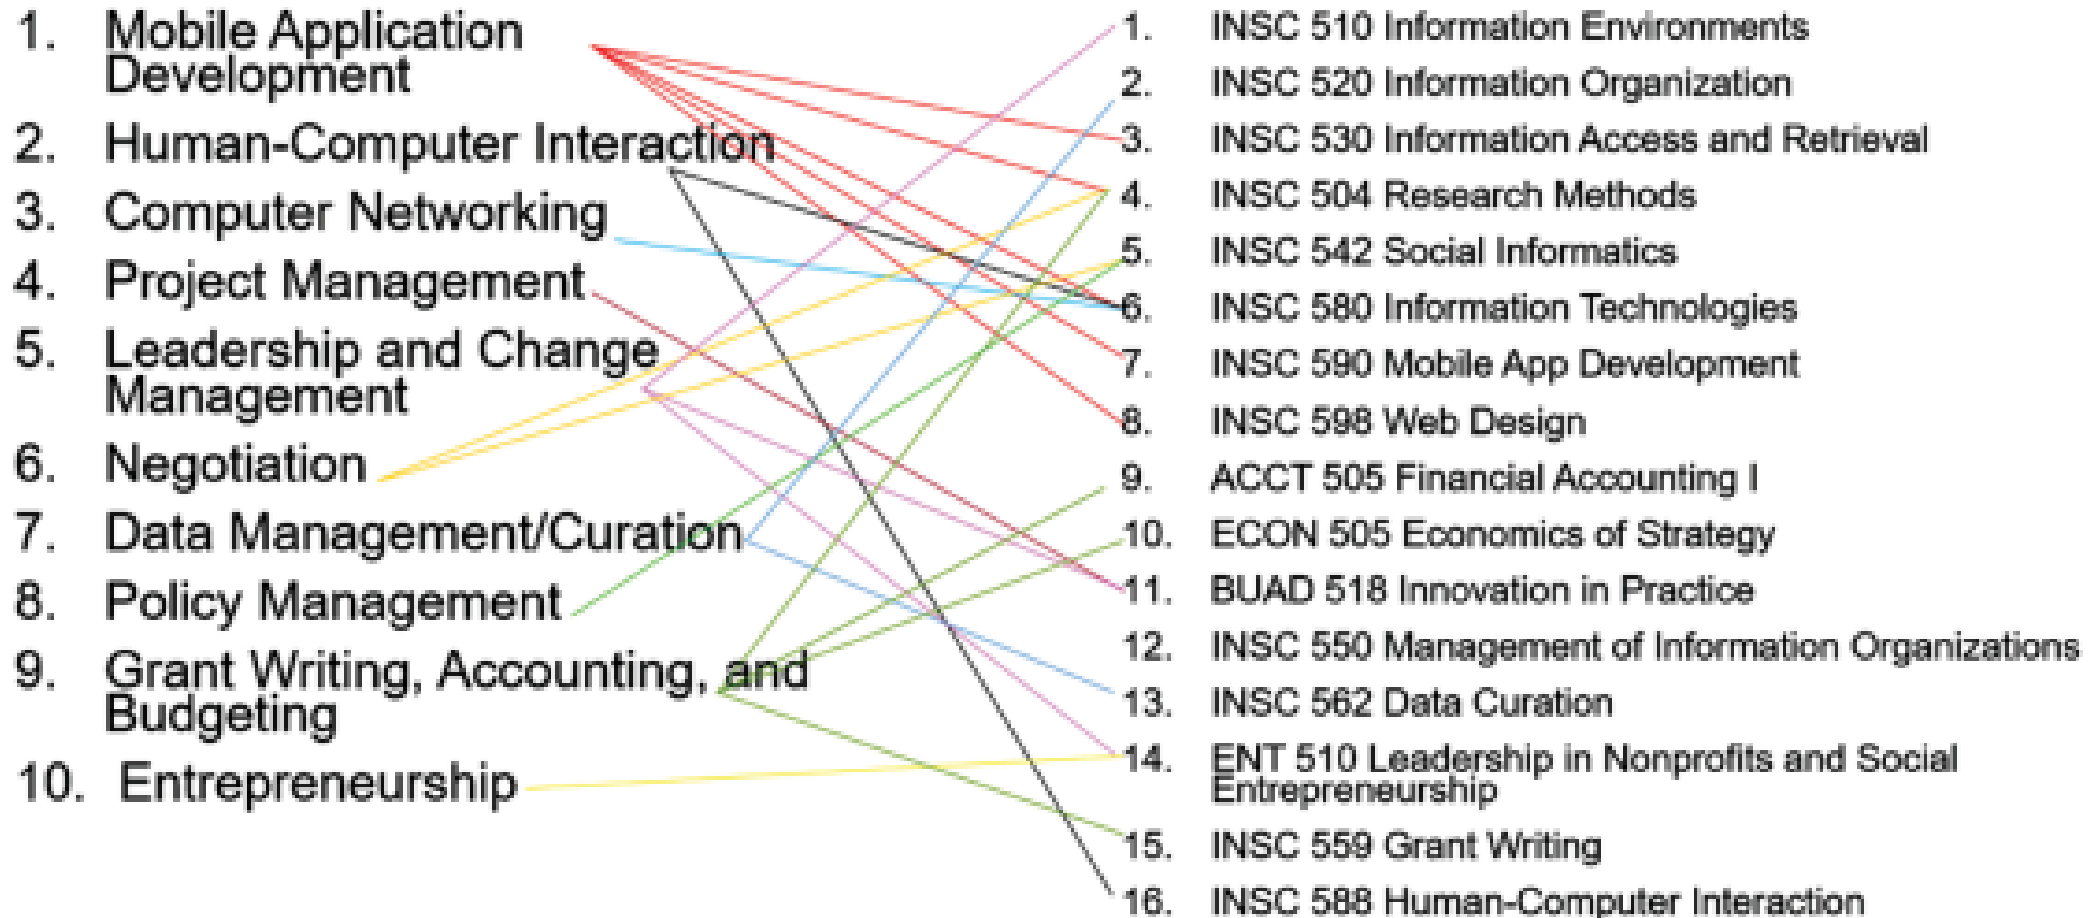 1. Mobile Application
Development
2. Human-Computer Interaction
3. Computer Networking
4. Project Management
5. Leadership and Change
Management
6. Negotiation
7. Data Management/Curation
8. Policy Management
9. Grant Writing, Accounting, and
Budgeting
10. Entrepreneurship
1. INSC 510 Information Environments
2. INSC 520 Information Organization
3. INSC 530 Information Access and Retrieval
4. INSC 504 Research Methods
5. INSC 542 Social Informatics
6. INSC 580 Information Technologies
7. INSC 590 Mobile App Development
8. INSC 598 Web Design
9. ACCT 505 Financial Accounting I
10. ECON 505 Economics of Strategy
11. BUAD 518 Innovation in Practice
12. INSC 550 Management of Information Organizations
13. INSC 562 Data Curation
14. ENT 510 Leadership in Nonprofits and Social
Entrepreneurship
15. INSC 559 Grant Writing
16. INSC 588 Human-Computer Interaction